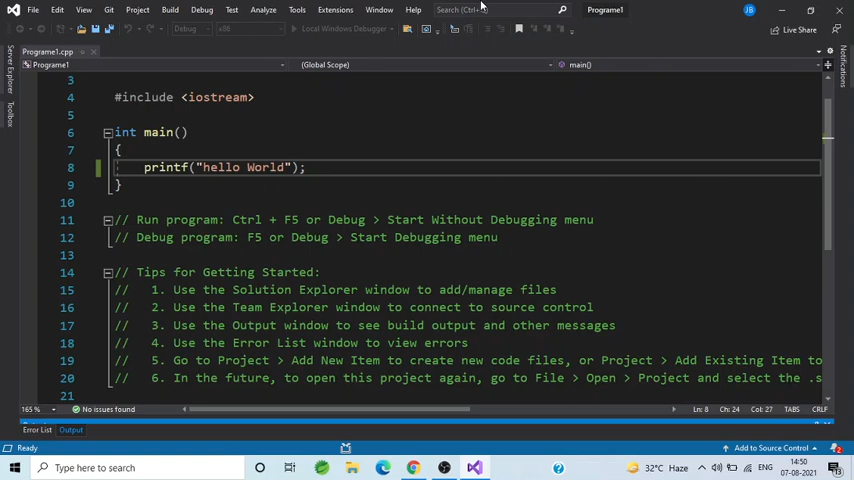 File Edit View Git Project Build Debug Test Analyze Tools Extensions Window Help Search (Ctrl+Q) Programe1 JB
Debug x86 Local Windows Debugger Live Share
Server Explorer
Toolbox
Notifications
Programe1.cpp
Programe1 (Global Scope) main()
3
4 #include <iostream>
5
6 int main()
7 {
8 printf("hello World");
9 }
10
11 // Run program: Ctrl + F5 or Debug > Start Without Debugging menu
12 // Debug program: F5 or Debug > Start Debugging menu
13
14 // Tips for Getting Started:
15 // 1. Use the Solution Explorer window to add/manage files
16 // 2. Use the Team Explorer window to connect to source control
17 // 3. Use the Output window to see build output and other messages
18 // 4. Use the Error List window to view errors
19 // 5. Go to Project > Add New Item to create new code files, or Project > Add Existing Item to
20 // 6. In the future, to open this project again, go to File > Open > Project and select the .s
21
165 % No issues found Ln: 8 Ch: 24 Col: 27 TABS CRLF
Error List Output
Ready Add to Source Control 2
Type here to search 32°C Haze ENG 14:50
07-08-2021 13